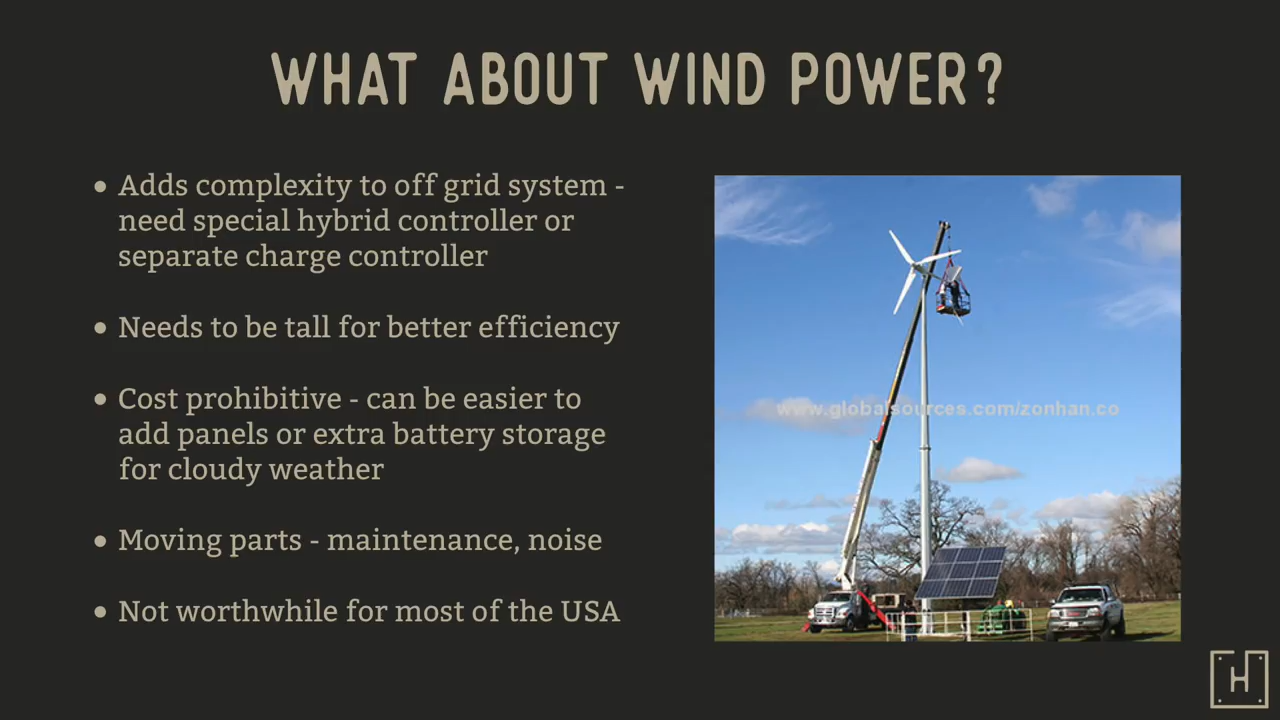 WHAT ABOUT WIND POWER?
• Adds complexity to off grid system -
need special hybrid controller or
separate charge controller
• Needs to be tall for better efficiency
• Cost prohibitive - can be easier to
add panels or extra battery storage
for cloudy weather
• Moving parts - maintenance, noise
• Not worthwhile for most of the USA
www.globalsources.com/zonhan.co
H